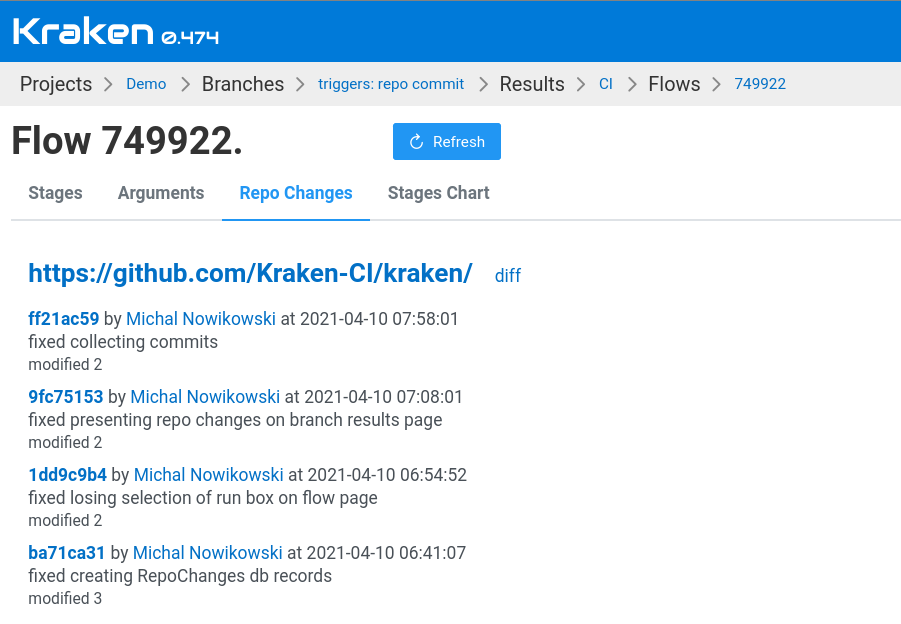 Kraken 0.474
Projects > Demo > Branches > triggers: repo commit > Results > CI > Flows > 749922
Flow 749922. Refresh
Stages Arguments Repo Changes Stages Chart
https://github.com/Kraken-CI/kraken/ diff
ff21ac59 by Michal Nowikowski at 2021-04-10 07:58:01
fixed collecting commits
modified 2
9fc75153 by Michal Nowikowski at 2021-04-10 07:08:01
fixed presenting repo changes on branch results page
modified 2
1dd9c9b4 by Michal Nowikowski at 2021-04-10 06:54:52
fixed losing selection of run box on flow page
modified 2
ba71ca31 by Michal Nowikowski at 2021-04-10 06:41:07
fixed creating RepoChanges db records
modified 3